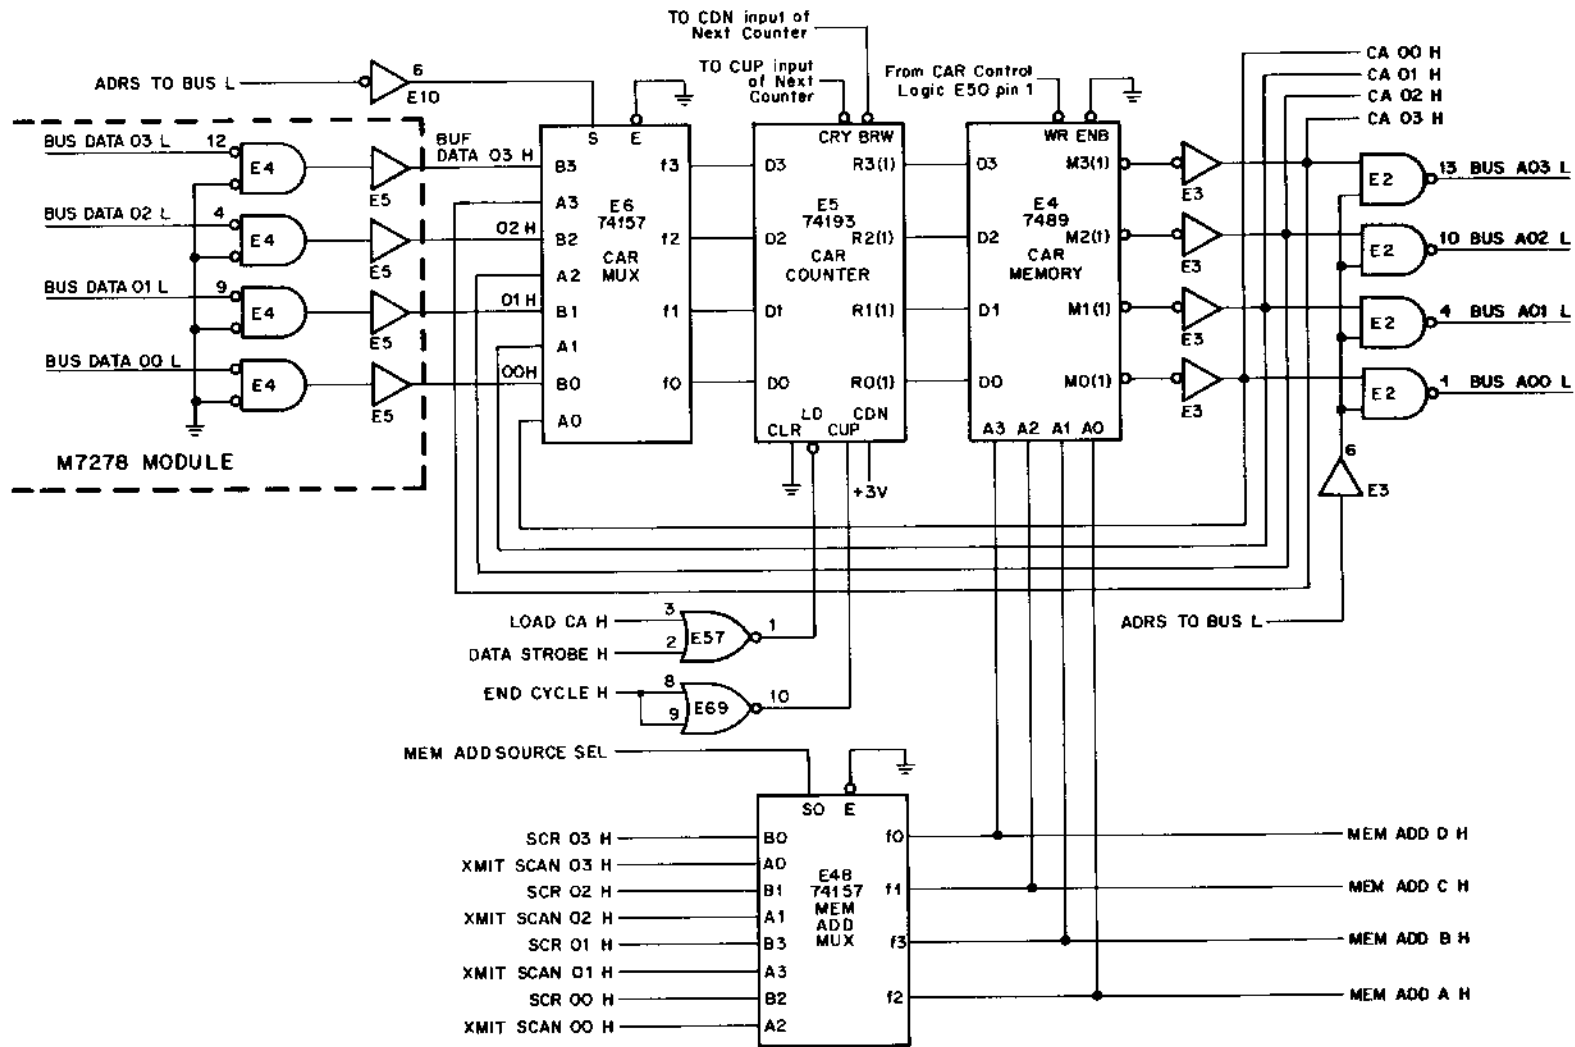 TO CDN input of
Next Counter
TO CUP input
of Next
Counter
From CAR Control
Logic E50 pin 1
CA 00 H
CA 01 H
CA 02 H
CA 03 H
ADRS TO BUS L
6
E10
BUS DATA 03 L
12
E4
E5
BUF
DATA 03 H
BUS DATA 02 L
4
E4
E5
02 H
BUS DATA 01 L
9
E4
E5
01 H
BUS DATA 00 L
E4
E5
00H
M7278 MODULE
S
E
B3
A3
B2
A2
B1
A1
B0
A0
E6
74157
CAR
MUX
f3
f2
f1
f0
CRY BRW
D3
D2
D1
D0
E5
74193
CAR
COUNTER
R3(1)
R2(1)
R1(1)
R0(1)
CLR
LD
CUP
CDN
+3V
WR ENB
D3
D2
D1
D0
E4
7489
CAR
MEMORY
M3(1)
M2(1)
M1(1)
M0(1)
A3 A2 A1 A0
E3
E3
E3
E3
E2
13 BUS A03 L
E2
10 BUS A02 L
E2
4 BUS A01 L
E2
1 BUS A00 L
6
E3
ADRS TO BUS L
LOAD CA H
3
DATA STROBE H
2
E57
1
END CYCLE H
8
9
E69
10
MEM ADD SOURCE SEL
S0
E
SCR 03 H
B0
XMIT SCAN 03 H
A0
SCR 02 H
B1
XMIT SCAN 02 H
A1
SCR 01 H
B3
XMIT SCAN 01 H
A3
SCR 00 H
B2
XMIT SCAN 00 H
A2
E48
74157
MEM
ADD
MUX
f0
MEM ADD D H
f1
MEM ADD C H
f3
MEM ADD B H
f2
MEM ADD A H